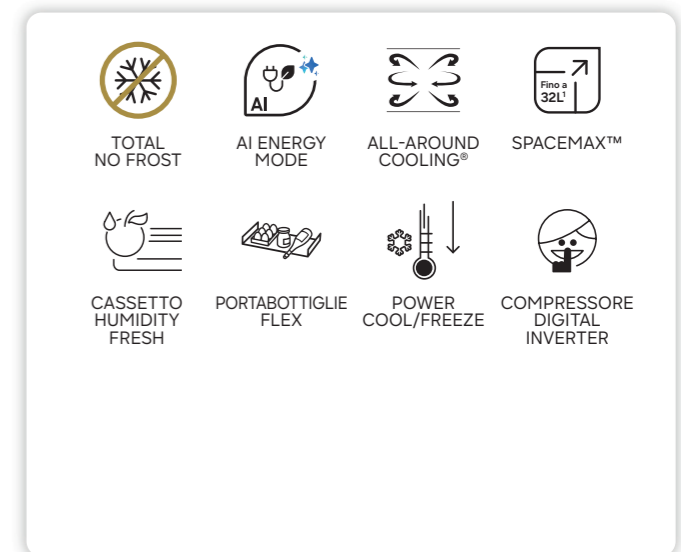 AI
Fino a
32L¹
TOTAL
NO FROST
AI ENERGY
MODE
ALL-AROUND
COOLING®
SPACEMAX™
CASSETTO
HUMIDITY
FRESH
PORTABOTTIGLIE
FLEX
POWER
COOL/FREEZE
COMPRESSORE
DIGITAL
INVERTER